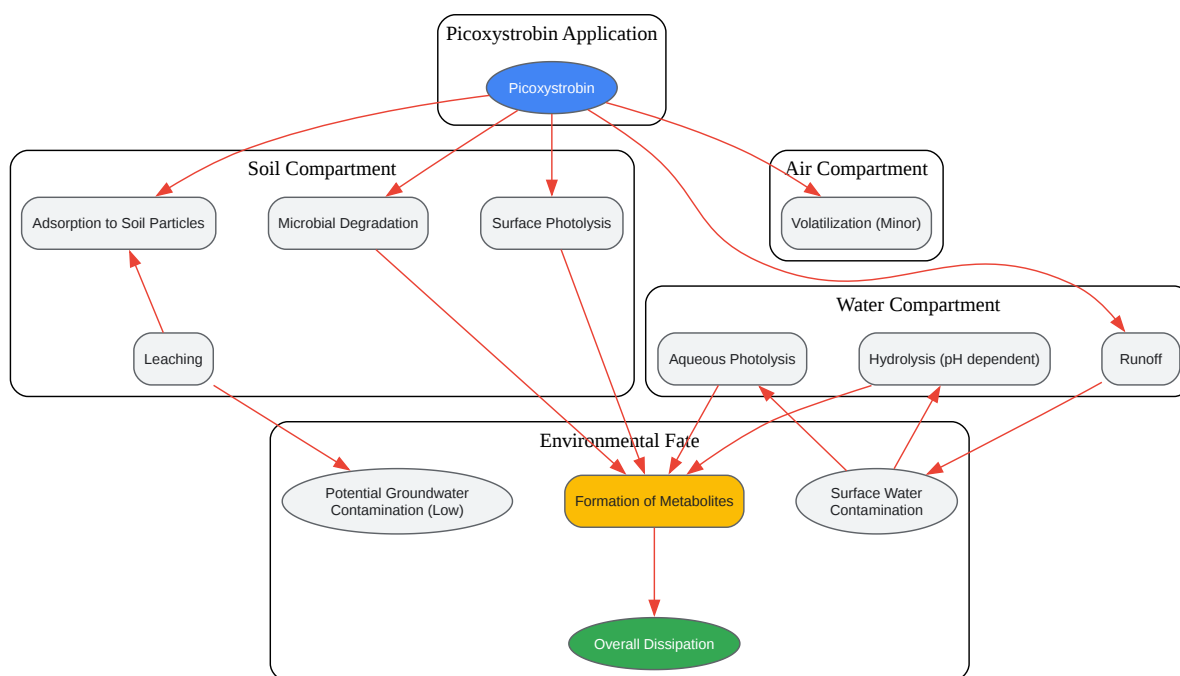 Picoxystrobin Application
Picoxystrobin
Soil Compartment
Air Compartment
Adsorption to Soil Particles
Microbial Degradation
Surface Photolysis
Volatilization (Minor)
Water Compartment
Leaching
Aqueous Photolysis
Hydrolysis (pH dependent)
Runoff
Environmental Fate
Potential Groundwater
Contamination (Low)
Formation of Metabolites
Surface Water
Contamination
Overall Dissipation